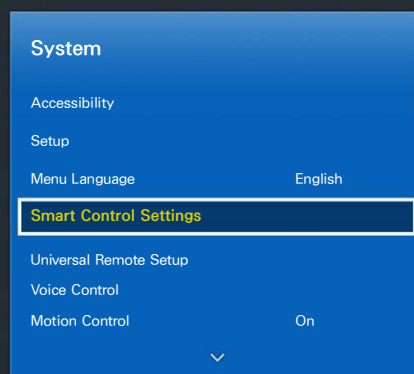 System
Accessibility
Setup
Menu Language English
Smart Control Settings
Universal Remote Setup
Voice Control
Motion Control On